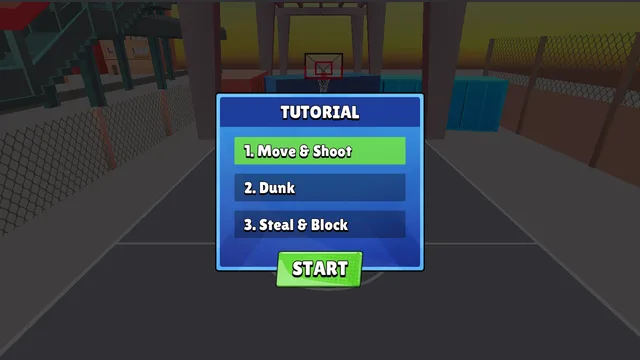 TUTORIAL
1. Move & Shoot
2. Dunk
3. Steal & Block
START